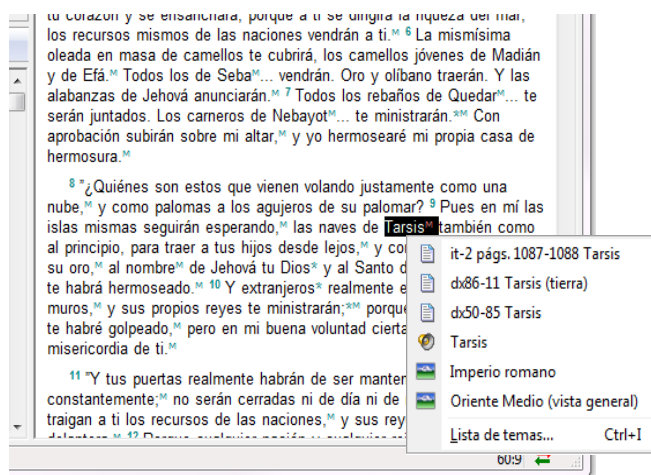 tu corazón y se ensanchará, porque a ti se dirigirá la riqueza del mar,
los recursos mismos de las naciones vendrán a ti.ᴹ 6 La mismísima
oleada en masa de camellos te cubrirá, los camellos jóvenes de Madián
y de Efá.ᴹ Todos los de Sebaᴹ... vendrán. Oro y olíbano traerán. Y las
alabanzas de Jehová anunciarán.ᴹ 7 Todos los rebaños de Quedarᴹ... te
serán juntados. Los carneros de Nebayotᴹ... te ministrarán.*ᴹ Con
aprobación subirán sobre mi altar,ᴹ y yo hermosearé mi propia casa de
hermosura.ᴹ
8 "¿Quiénes son estos que vienen volando justamente como una
nube,ᴹ y como palomas a los agujeros de su palomar? 9 Pues en mí las
islas mismas seguirán esperando,ᴹ las naves de Tarsisᴹ también como
al principio, para traer a tus hijos desde lejos,ᴹ y
su oro,ᴹ al nombreᴹ de Jehová tu Dios* y al Santo
te habrá hermoseado.ᴹ 10 Y extranjeros* realmente
muros,ᴹ y sus propios reyes te ministrarán;*ᴹ
te habré golpeado,ᴹ pero en mi buena voluntad
misericordia de ti.ᴹ
11 "Y tus puertas realmente habrán de ser
constantemente;ᴹ no serán cerradas ni de día ni de
traigan a ti los recursos de las naciones,ᴹ y sus
it-2 págs. 1087-1088 Tarsis
dx86-11 Tarsis (tierra)
dx50-85 Tarsis
Tarsis
Imperio romano
Oriente Medio (vista general)
Lista de temas... Ctrl+I
60:9